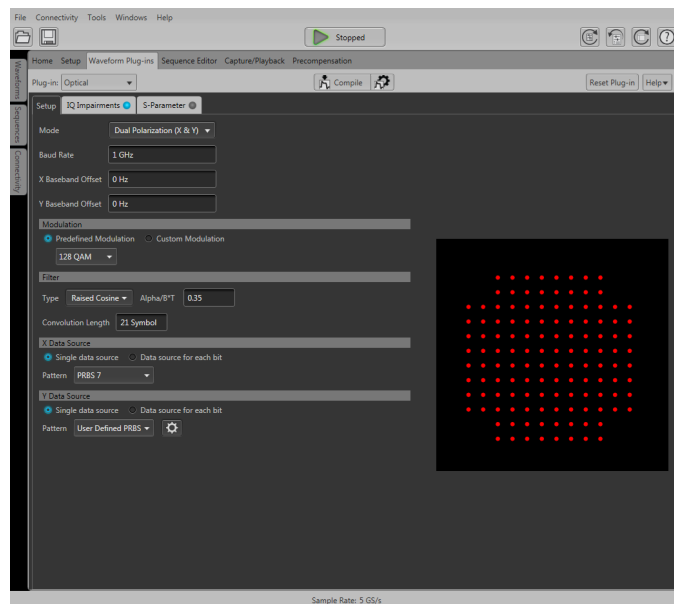 File Connectivity Tools Windows Help
Stopped
Home Setup Waveform Plug-ins Sequence Editor Capture/Playback Precompensation
Waveforms
Sequences
Connectivity
Plug-in: Optical Compile Reset Plug-in Help
Setup IQ Impairments S-Parameter
Mode Dual Polarization (X & Y)
Baud Rate 1 GHz
X Baseband Offset 0 Hz
Y Baseband Offset 0 Hz
Modulation
Predefined Modulation Custom Modulation
128 QAM
Filter
Type Raised Cosine Alpha/B*T 0.35
Convolution Length 21 Symbol
X Data Source
Single data source Data source for each bit
Pattern PRBS 7
Y Data Source
Single data source Data source for each bit
Pattern User Defined PRBS
Sample Rate: 5 GS/s